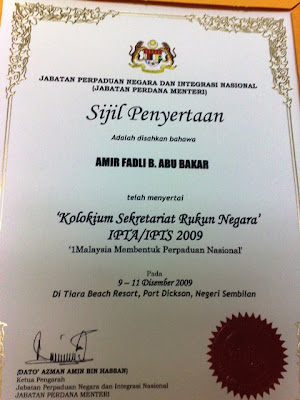 JABATAN PERPADUAN NEGARA DAN INTEGRASI NASIONAL
(JABATAN PERDANA MENTERI)
Sijil Penyertaan
Adalah disahkan bahawa
AMIR FADLI B. ABU BAKAR
telah menyertai
'Kolokium Sekretariat Rukun Negara'
IPTA/IPTS 2009
'1Malaysia Membentuk Perpaduan Nasional'
Pada
9 – 11 Disember 2009
Di Tiara Beach Resort, Port Dickson, Negeri Sembilan
(DATO' AZMAN AMIN BIN HASSAN)
Ketua Pengarah
Jabatan Perpaduan Negara dan Integrasi Nasional
JABATAN PERDANA MENTERI